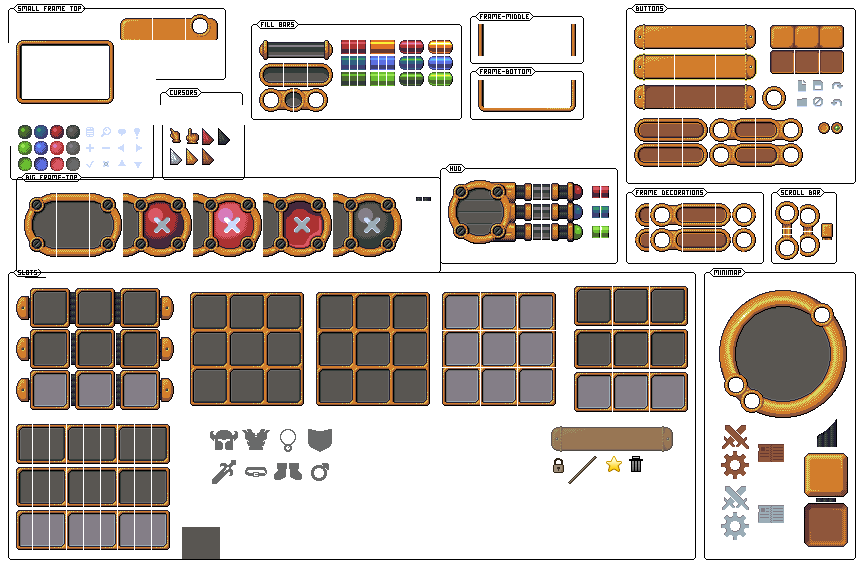 SMALL FRAME TOP
BUTTONS
FRAME-MIDDLE
FILL BARS
FRAME-BOTTOM
CURSORS
HUD
BIG FRAME-TOP
FRAME DECORATIONS
SCROLL BAR
SLOTS
MINIMAP